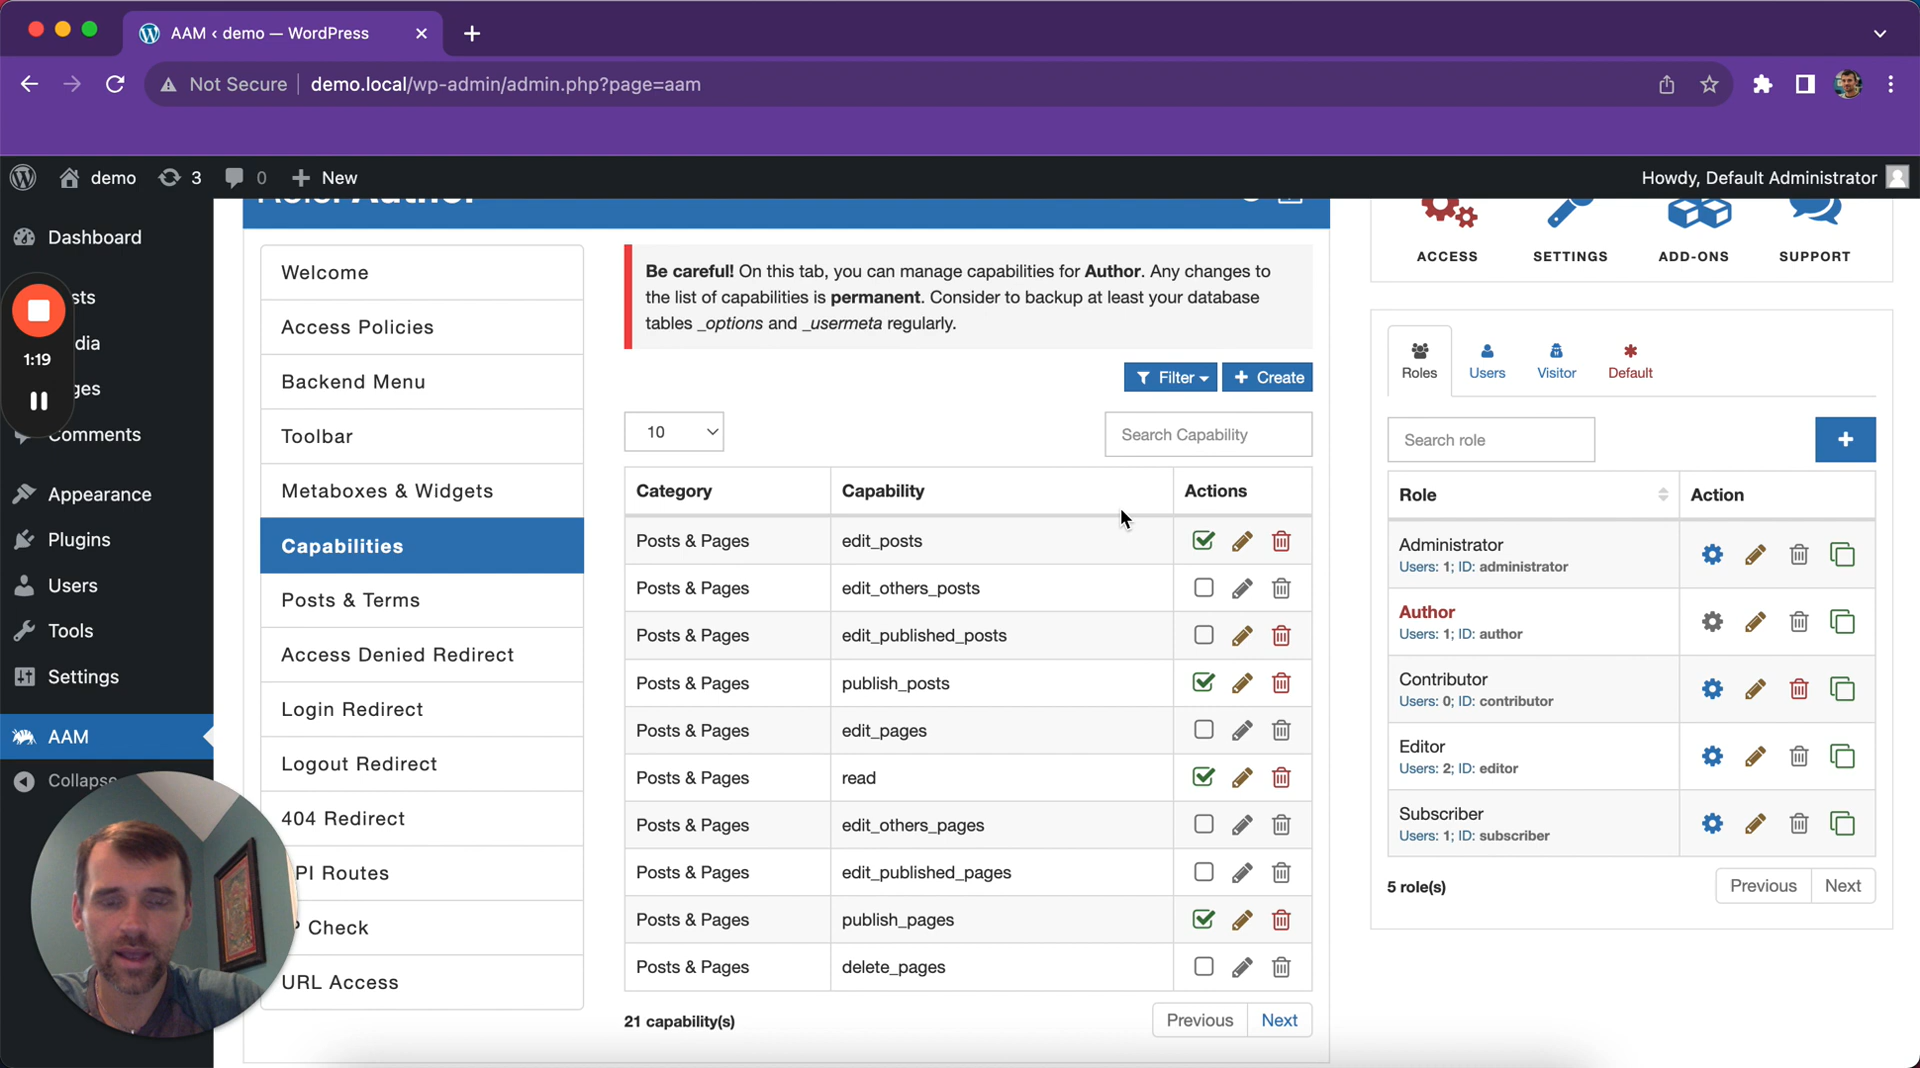 AAM ‹ demo — WordPress
Not Secure
demo.local/wp-admin/admin.php?page=aam
demo
3
0
New
Howdy, Default Administrator
Dashboard
sts
dia
ges
Comments
Appearance
Plugins
Users
Tools
Settings
AAM
Collapse
1:19
Role: Author
Welcome
Access Policies
Backend Menu
Toolbar
Metaboxes & Widgets
Capabilities
Posts & Terms
Access Denied Redirect
Login Redirect
Logout Redirect
404 Redirect
PI Routes
P Check
URL Access
Be careful! On this tab, you can manage capabilities for Author. Any changes to
the list of capabilities is permanent. Consider to backup at least your database
tables _options and _usermeta regularly.
Filter
Create
10
Search Capability
Category Capability Actions
Posts & Pages edit_posts
Posts & Pages edit_others_posts
Posts & Pages edit_published_posts
Posts & Pages publish_posts
Posts & Pages edit_pages
Posts & Pages read
Posts & Pages edit_others_pages
Posts & Pages edit_published_pages
Posts & Pages publish_pages
Posts & Pages delete_pages
21 capability(s)
Previous Next
ACCESS
SETTINGS
ADD-ONS
SUPPORT
Roles
Users
Visitor
Default
Search role
Role Action
Administrator
Users: 1; ID: administrator
Author
Users: 1; ID: author
Contributor
Users: 0; ID: contributor
Editor
Users: 2; ID: editor
Subscriber
Users: 1; ID: subscriber
5 role(s)
Previous Next